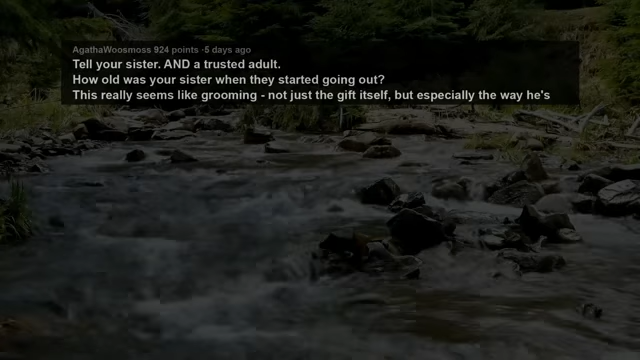 AgathaWoosmoss 924 points ·5 days ago
Tell your sister. AND a trusted adult.
How old was your sister when they started going out?
This really seems like grooming - not just the gift itself, but especially the way he's